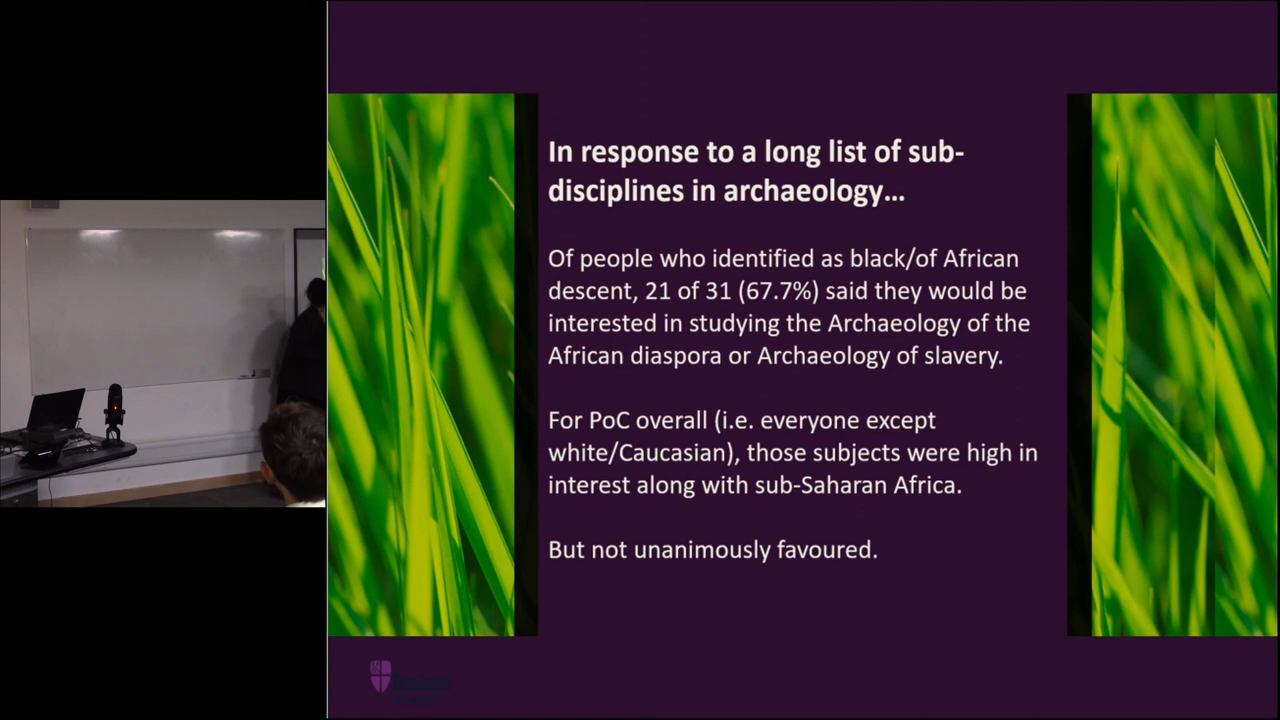 In response to a long list of sub-
disciplines in archaeology…
Of people who identified as black/of African
descent, 21 of 31 (67.7%) said they would be
interested in studying the Archaeology of the
African diaspora or Archaeology of slavery.
For PoC overall (i.e. everyone except
white/Caucasian), those subjects were high in
interest along with sub-Saharan Africa.
But not unanimously favoured.